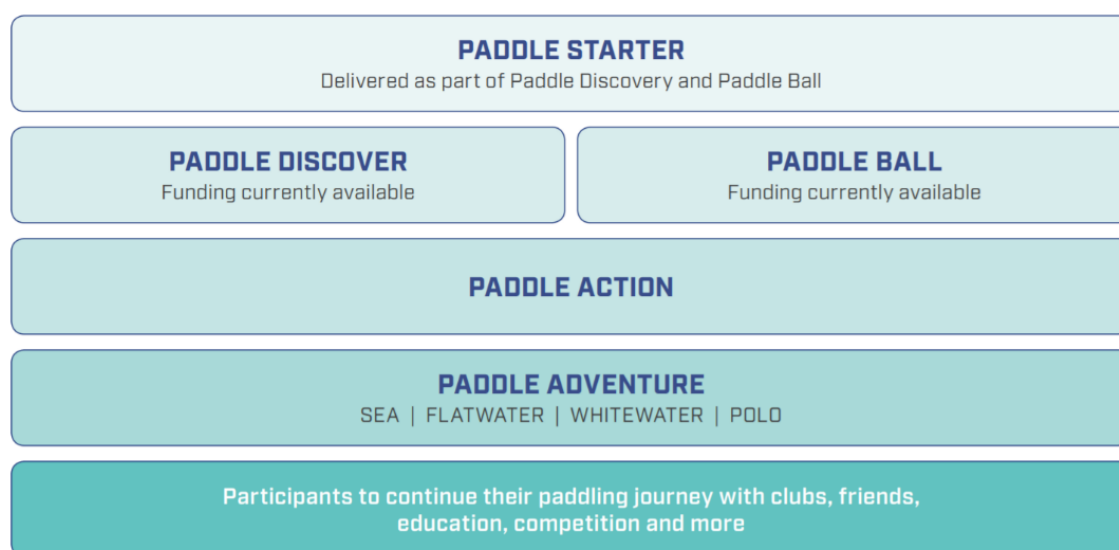 PADDLE STARTER
Delivered as part of Paddle Discovery and Paddle Ball
PADDLE DISCOVER
Funding currently available
PADDLE BALL
Funding currently available
PADDLE ACTION
PADDLE ADVENTURE
SEA | FLATWATER | WHITEWATER | POLO
Participants to continue their paddling journey with clubs, friends,
education, competition and more